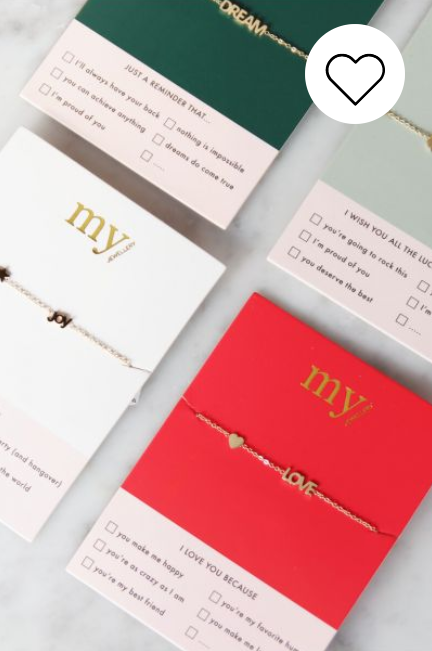 DREAM
JUST A REMINDER THAT...
I'll always have your back
you can achieve anything
I'm proud of you
nothing is impossible
dreams do come true
.....
I WISH YOU ALL THE LUC
you're going to rock this
I'm proud of you
you deserve the best
I'm
.....
my
JEWELLERY
joy
(and hangover)
the world
my
LOVE
I LOVE YOU BECAUSE
you make me happy
you're as crazy as I am
you're my best friend
you're my favorite hum
you make me l
.....